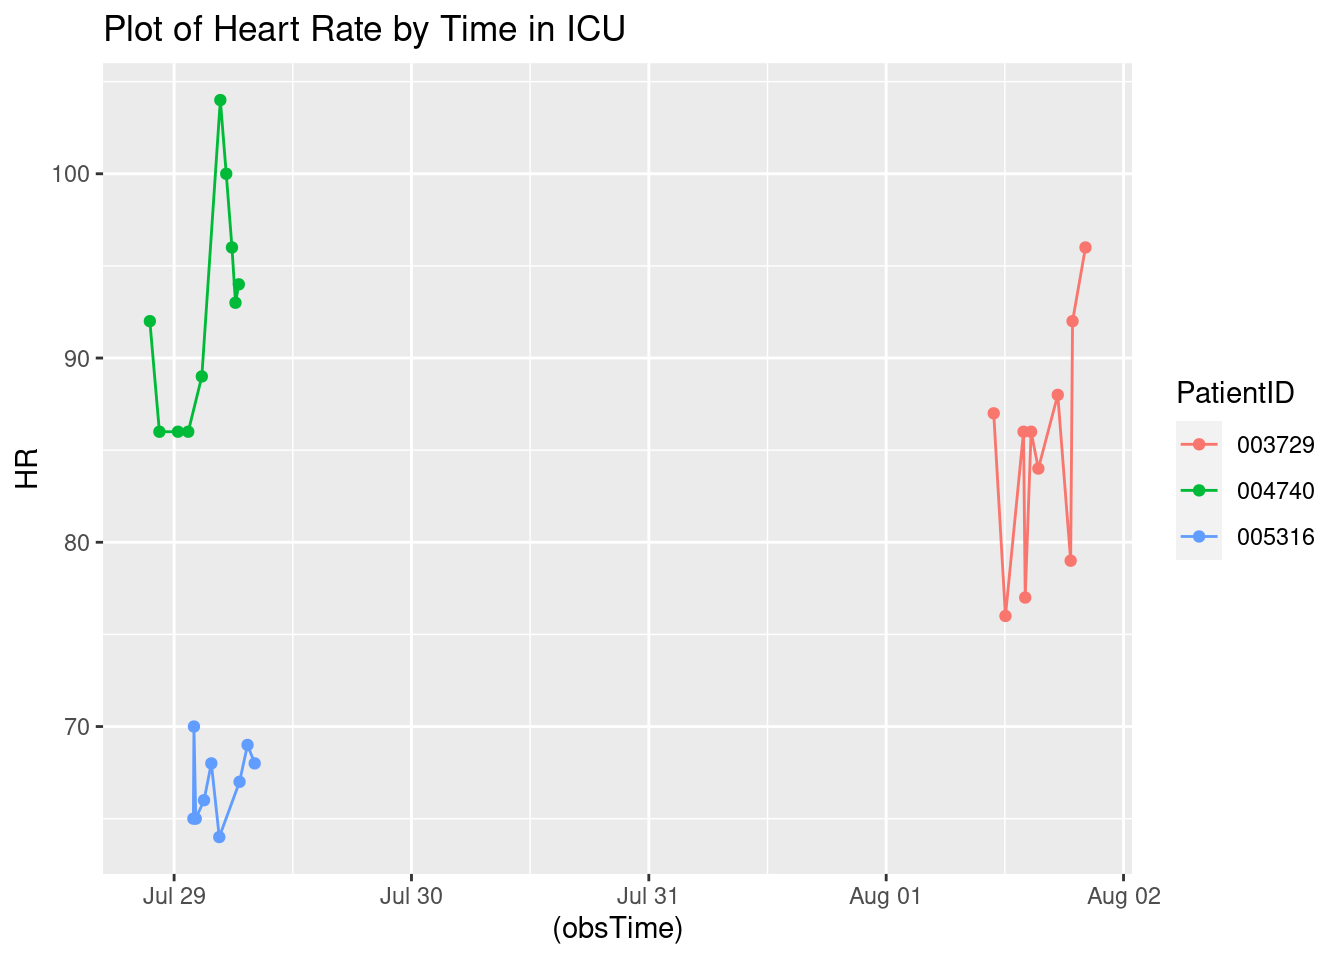 Plot of Heart Rate by Time in ICU
100
90
80
70
HR
Jul 29 Jul 30 Jul 31 Aug 01 Aug 02
(obsTime)
PatientID
003729
004740
005316